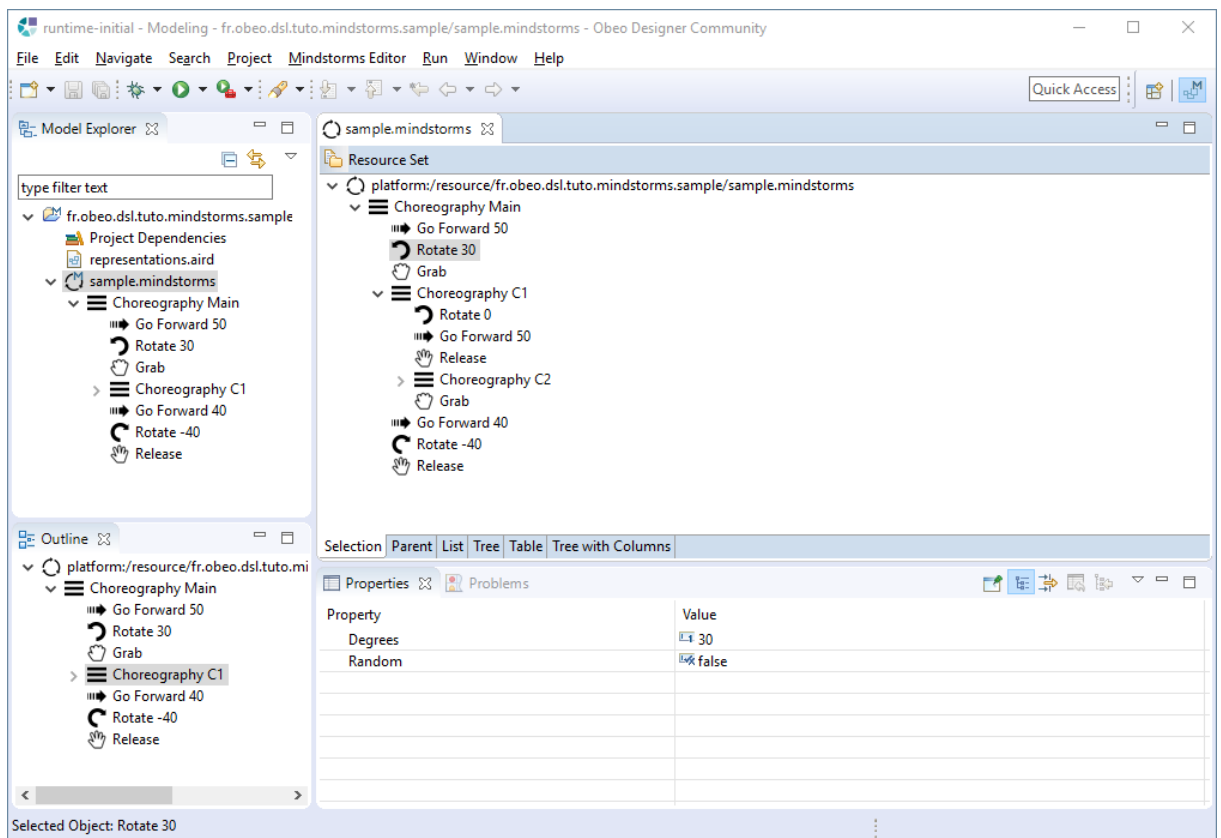 runtime-initial - Modeling - fr.obeo.dsl.tuto.mindstorms.sample/sample.mindstorms - Obeo Designer Community
File Edit Navigate Search Project Mindstorms Editor Run Window Help
Quick Access
Model Explorer
type filter text
fr.obeo.dsl.tuto.mindstorms.sample
Project Dependencies
representations.aird
sample.mindstorms
Choreography Main
Go Forward 50
Rotate 30
Grab
Choreography C1
Go Forward 40
Rotate -40
Release
sample.mindstorms
Resource Set
platform:/resource/fr.obeo.dsl.tuto.mindstorms.sample/sample.mindstorms
Choreography Main
Go Forward 50
Rotate 30
Grab
Choreography C1
Rotate 0
Go Forward 50
Release
Choreography C2
Grab
Go Forward 40
Rotate -40
Release
Selection Parent List Tree Table Tree with Columns
Outline
platform:/resource/fr.obeo.dsl.tuto.mi
Choreography Main
Go Forward 50
Rotate 30
Grab
Choreography C1
Go Forward 40
Rotate -40
Release
Properties Problems
Property Value
Degrees 30
Random false
Selected Object: Rotate 30